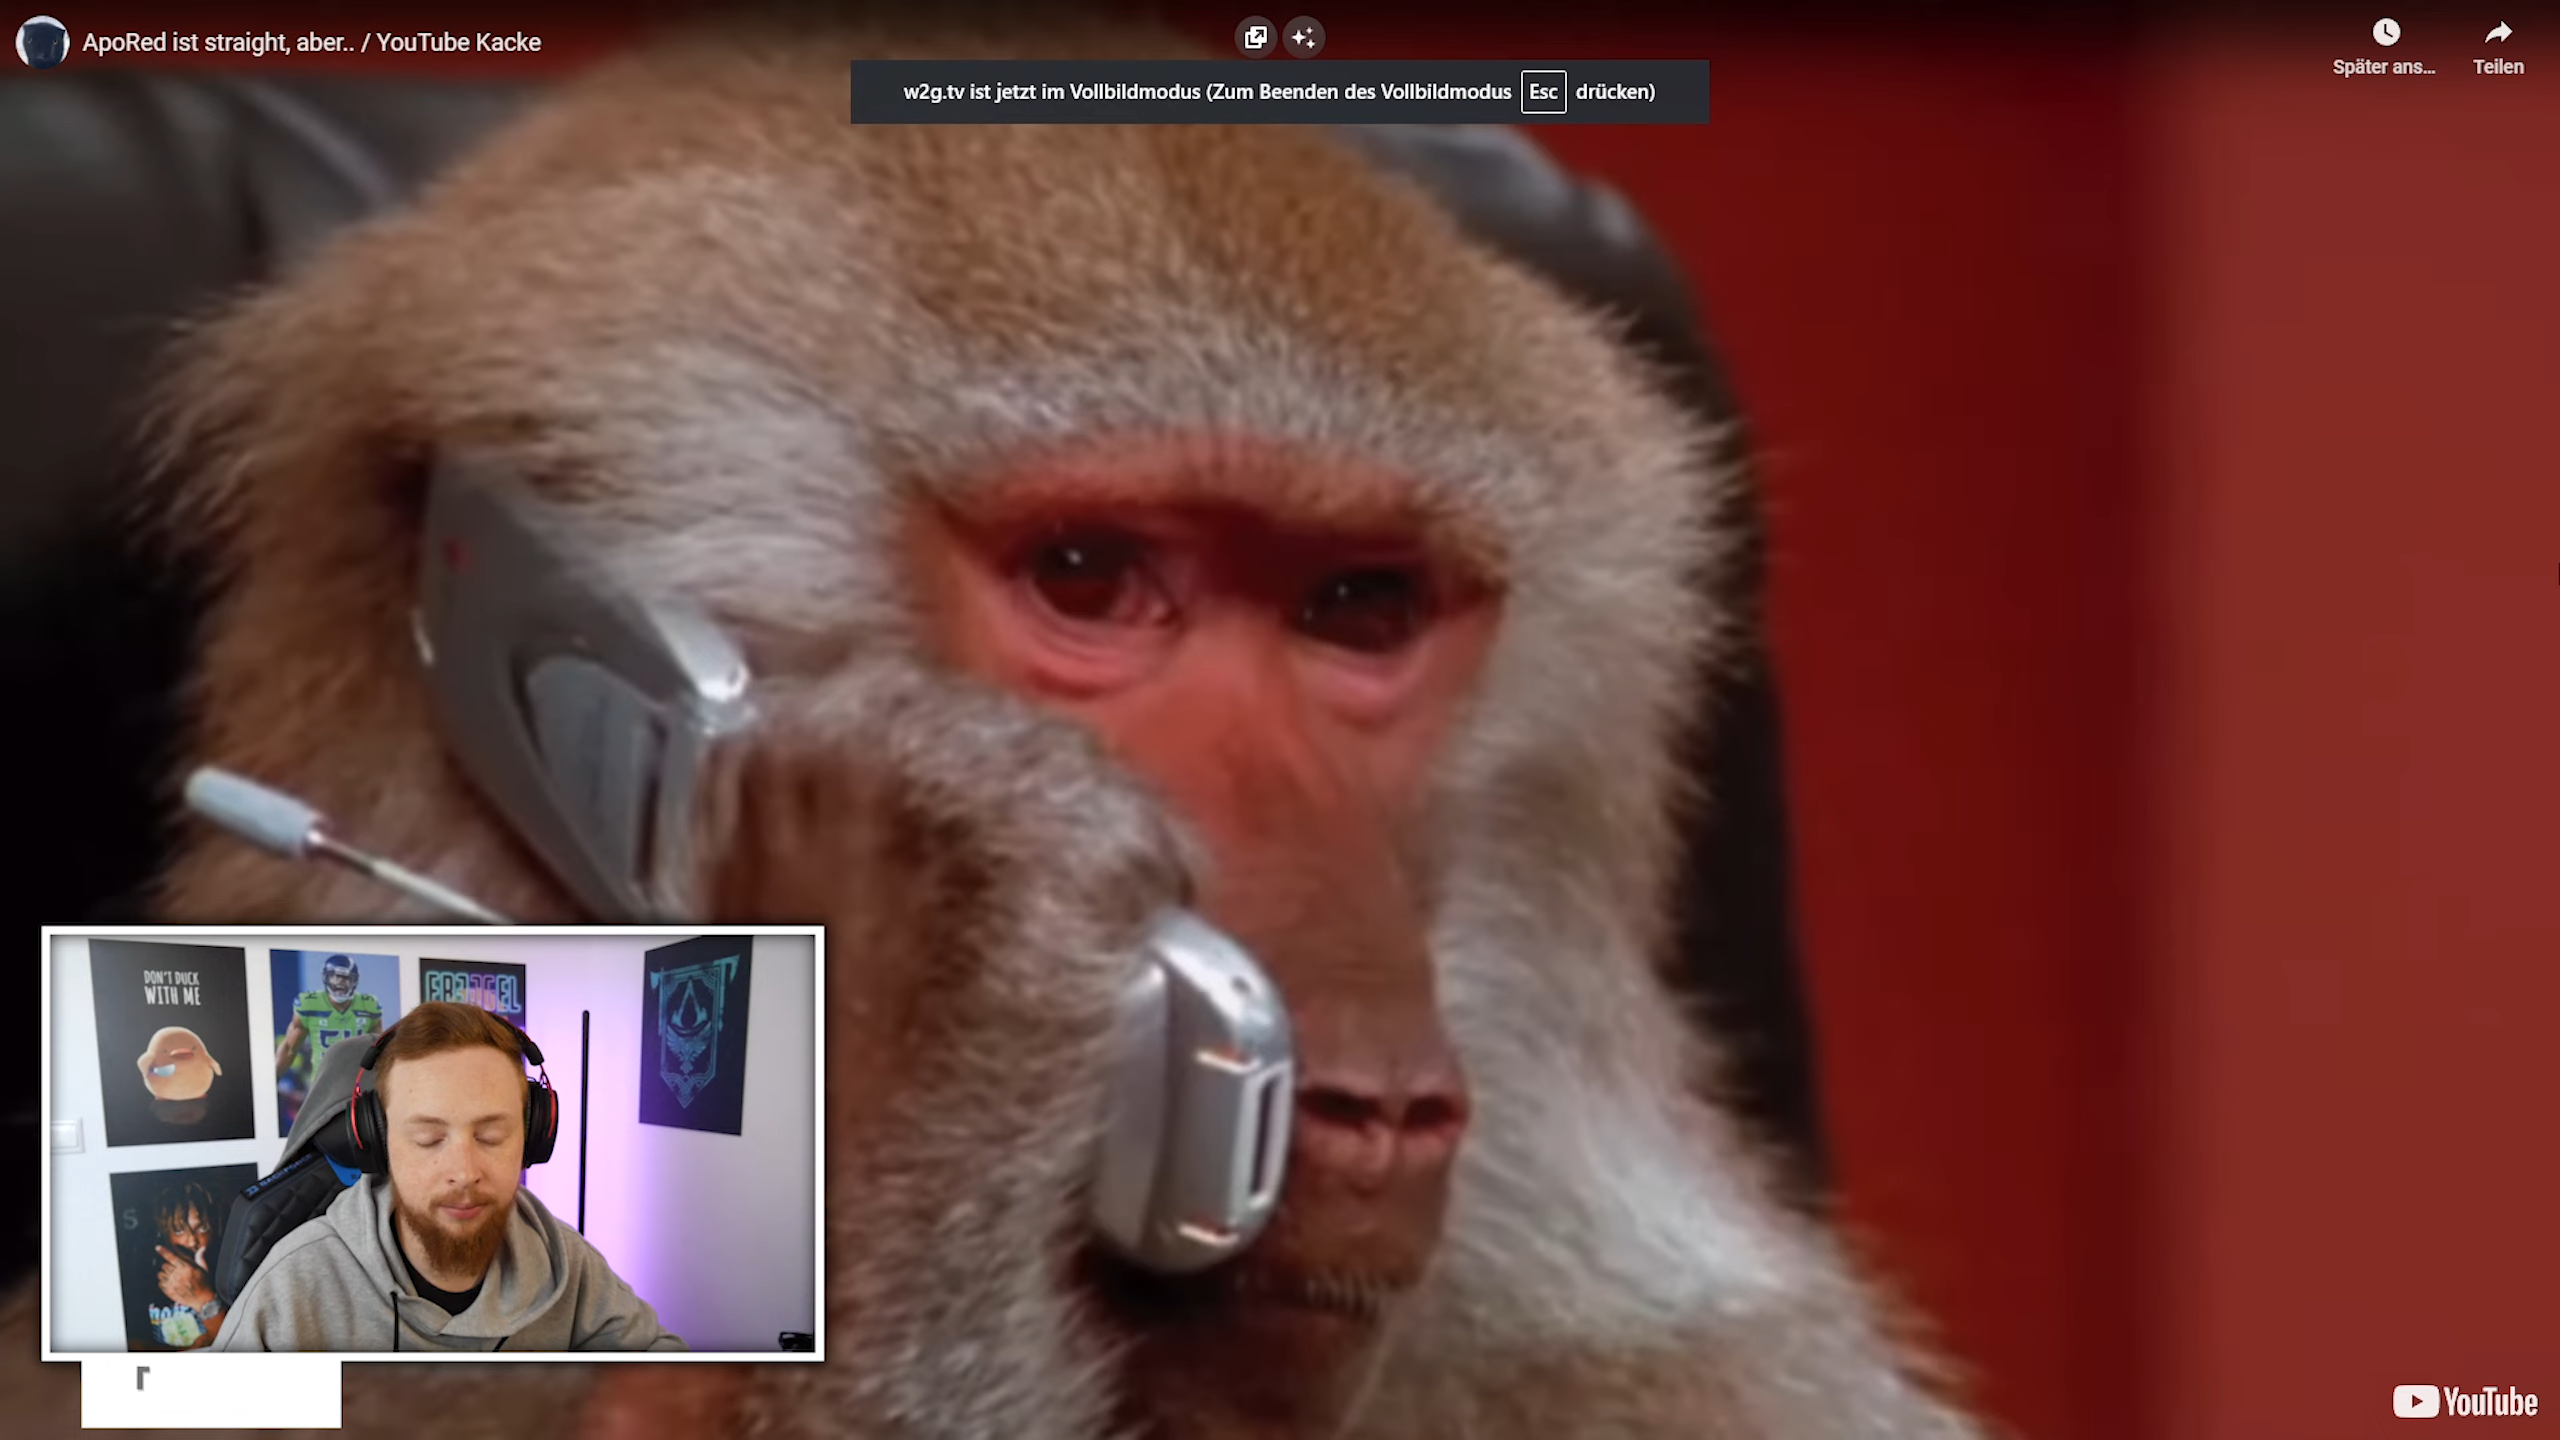 ApoRed ist straight, aber.. / YouTube Kacke
w2g.tv ist jetzt im Vollbildmodus (Zum Beenden des Vollbildmodus Esc drücken)
Später ans...
Teilen
DON'T DUCK
WITH ME
YouTube